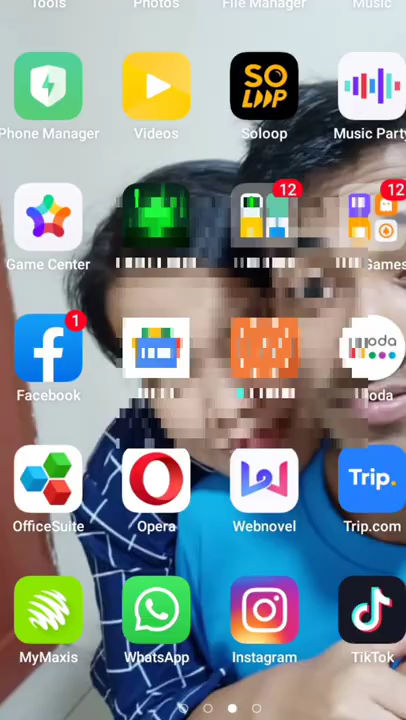 Tools Photos File Manager Music
Phone Manager Videos Soloop Music Party
SO
LOOP
12 12
Game Center Games
1
oda
Facebook oda
Trip.
OfficeSuite Opera Webnovel Trip.com
MyMaxis WhatsApp Instagram TikTok